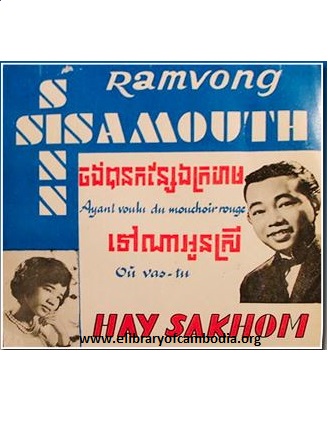 Ramvong
SINN
SISAMOUTH
ចង់បានកន្សែងក្រហម
Ayant voulu du mouchoir rouge
ទៅណាអូនស្រី
Où vas-tu
HAY SAKHOM
www.elibraryofcambodia.org